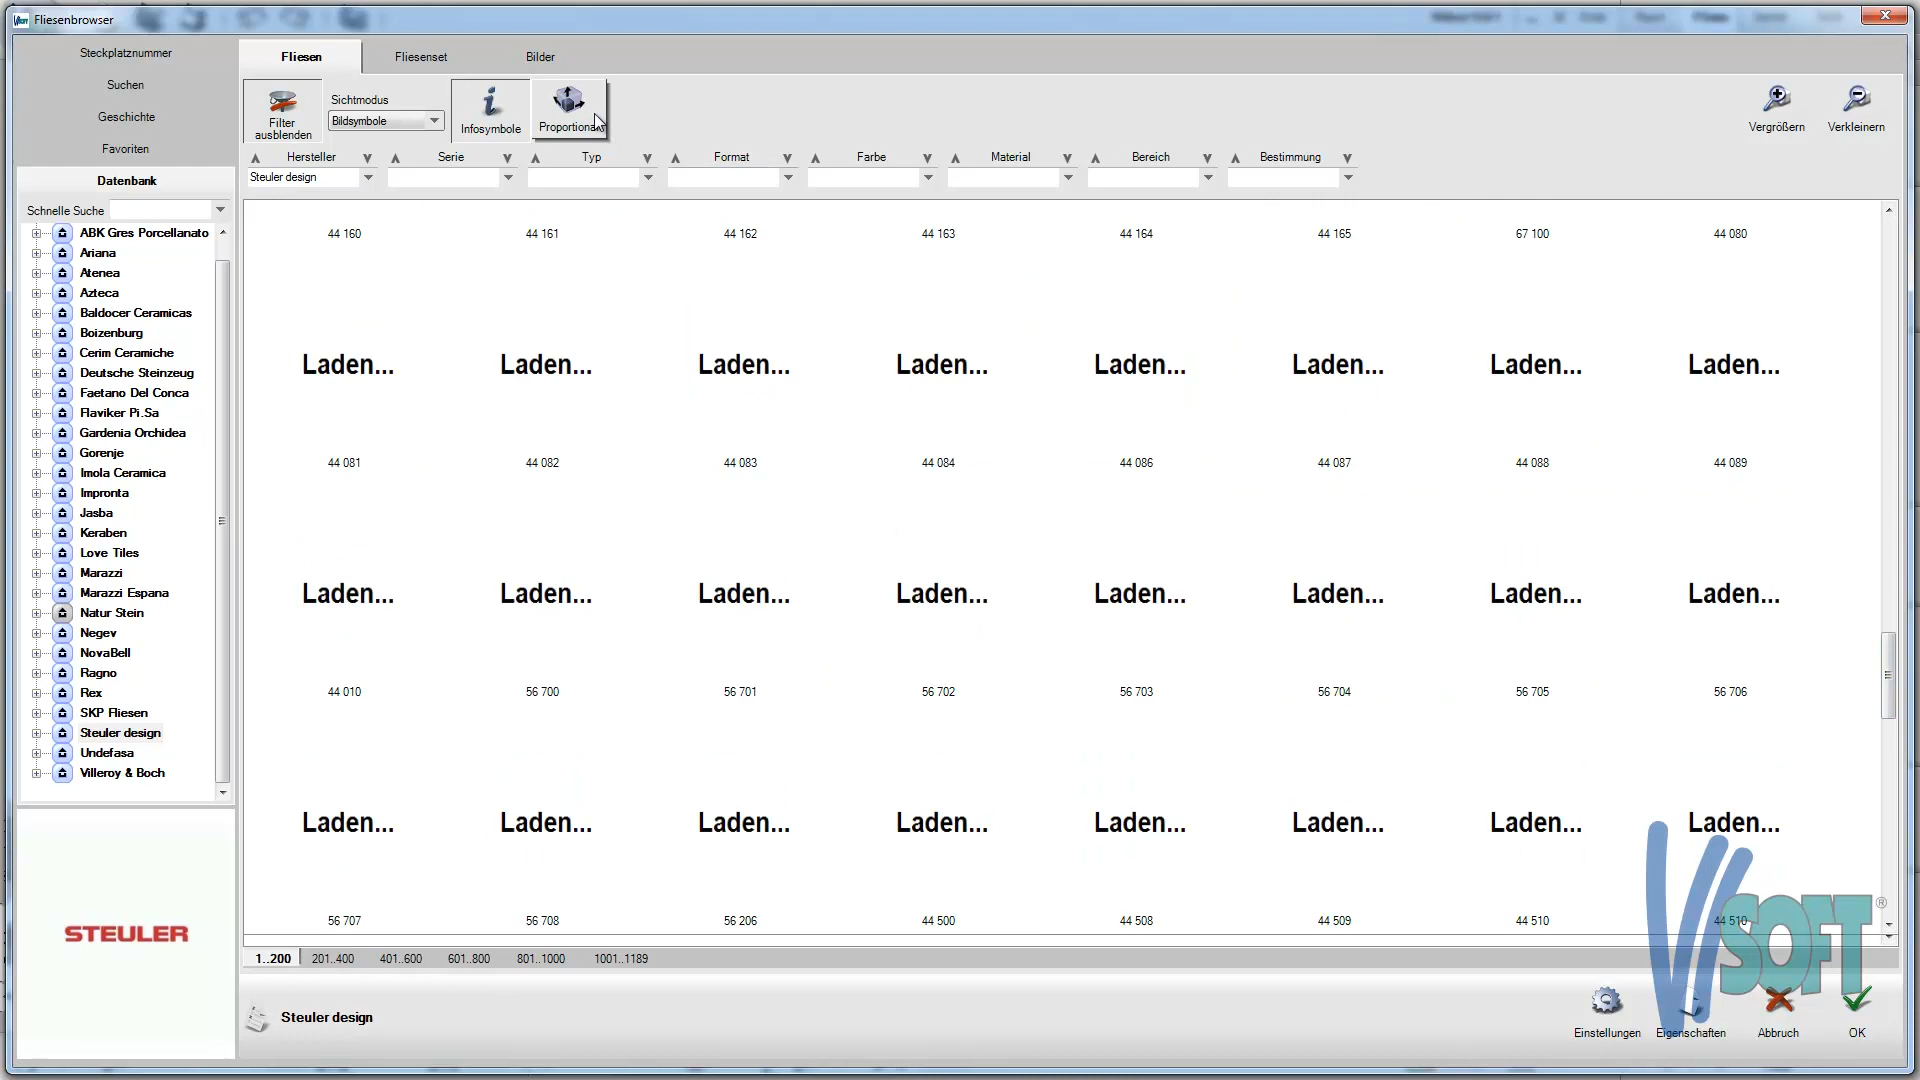 Fliesenbrowser
Steckplatznummer
Suchen
Geschichte
Favoriten
Datenbank
Schnelle Suche
ABK Gres Porcellanato
Ariana
Atenea
Azteca
Baldocer Ceramicas
Boizenburg
Cerim Ceramiche
Deutsche Steinzeug
Faetano Del Conca
Flaviker Pi.Sa
Gardenia Orchidea
Gorenje
Imola Ceramica
Impronta
Jasba
Keraben
Love Tiles
Marazzi
Marazzi Espana
Natur Stein
Negev
NovaBell
Ragno
Rex
SKP Fliesen
Steuler design
Undefasa
Villeroy & Boch
STEULER
Fliesen Fliesenset Bilder
Filter ausblenden
Sichtmodus
Bildsymbole
Infosymbole
Vergrößern Verkleinern
Hersteller Serie Typ Format Farbe Material Bereich Bestimmung
Steuler design
44 160 44 161 44 162 44 163 44 164 44 165 67 100 44 080
Laden... Laden... Laden... Laden... Laden... Laden... Laden... Laden...
44 081 44 082 44 083 44 084 44 086 44 087 44 088 44 089
Laden... Laden... Laden... Laden... Laden... Laden... Laden... Laden...
44 010 56 700 56 701 56 702 56 703 56 704 56 705 56 706
Laden... Laden... Laden... Laden... Laden... Laden... Laden... Laden...
56 707 56 708 56 206 44 500 44 508 44 509 44 510 44 510
1..200 201..400 401..600 601..800 801..1000 1001..1189
Steuler design
Einstellungen Eigenschaften Abbruch OK
ViSOFT®